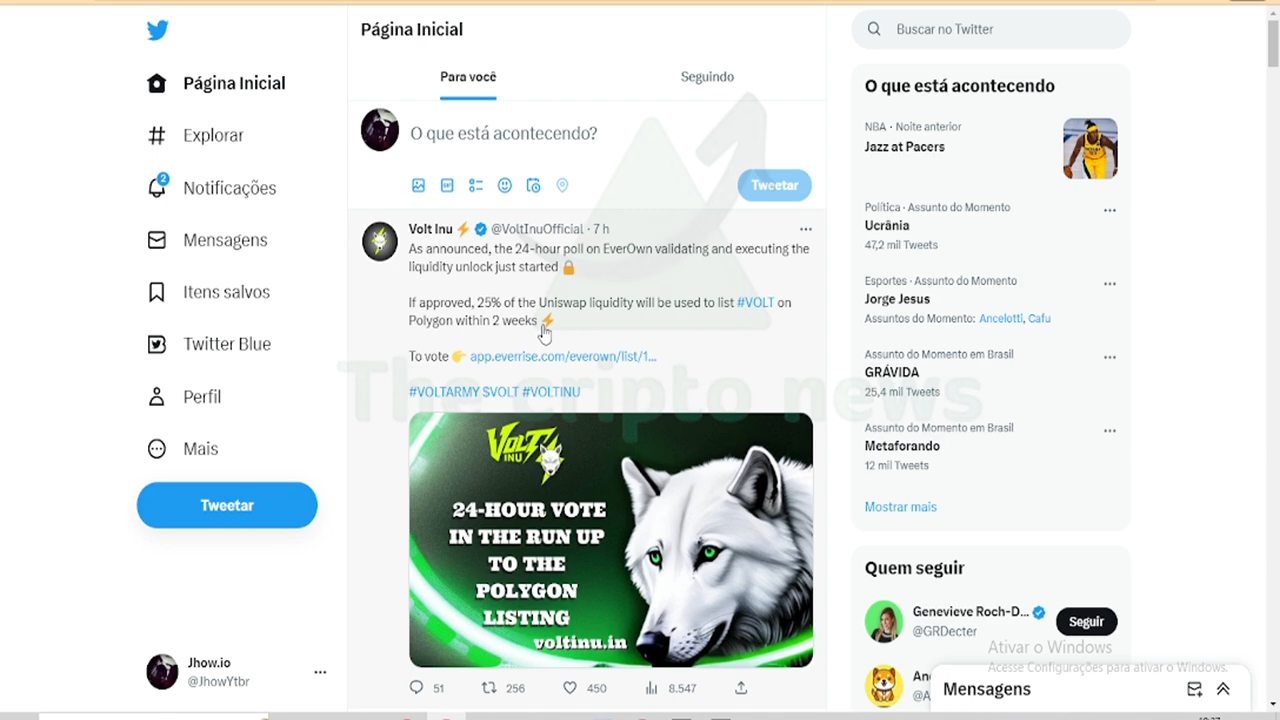 Página Inicial
Explorar
2
Notificações
Mensagens
Itens salvos
Twitter Blue
Perfil
Mais
Tweetar
Jhow.io
@JhowYtbr
Página Inicial
Para você
Seguindo
O que está acontecendo?
GIF
Tweetar
Volt Inu ⚡ @VoltInuOfficial · 7 h
As announced, the 24-hour poll on EverOwn validating and executing the
liquidity unlock just started 🔒
If approved, 25% of the Uniswap liquidity will be used to list #VOLT on
Polygon within 2 weeks ⚡
To vote 👉 app.everrise.com/everown/list/1...
#VOLTARMY $VOLT #VOLTINU
VOLT
INU
24-HOUR VOTE
IN THE RUN UP
TO THE
POLYGON
LISTING
voltinu.in
51 256 450 8.547
The cripto news
Buscar no Twitter
O que está acontecendo
NBA · Noite anterior
Jazz at Pacers
Política · Assunto do Momento
Ucrânia
47,2 mil Tweets
Esportes · Assunto do Momento
Jorge Jesus
Assuntos do Momento: Ancelotti, Cafu
Assunto do Momento em Brasil
GRÁVIDA
25,4 mil Tweets
Assunto do Momento em Brasil
Metaforando
12 mil Tweets
Mostrar mais
Quem seguir
Genevieve Roch-D...
@GRDecter
Seguir
Ativar o Windows
Acesse Configurações para ativar o Windows.
Mensagens